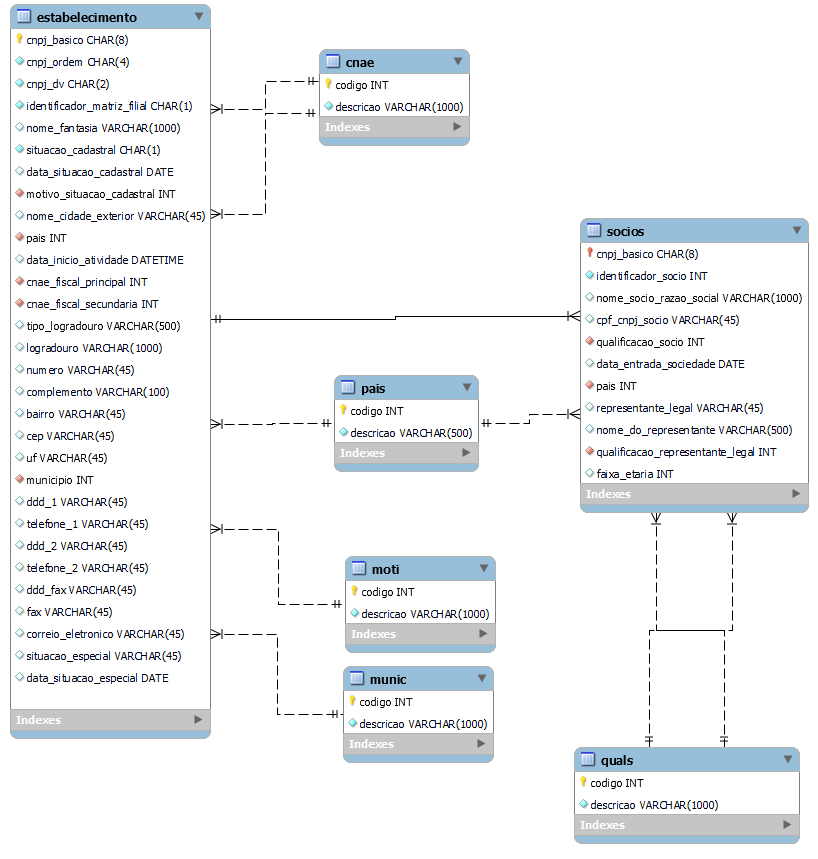 estabelecimento
cnpj_basico CHAR(8)
cnpj_ordem CHAR(4)
cnpj_dv CHAR(2)
identificador_matriz_filial CHAR(1)
nome_fantasia VARCHAR(1000)
situacao_cadastral CHAR(1)
data_situacao_cadastral DATE
motivo_situacao_cadastral INT
nome_cidade_exterior VARCHAR(45)
pais INT
data_inicio_atividade DATETIME
cnae_fiscal_principal INT
cnae_fiscal_secundaria INT
tipo_logradouro VARCHAR(500)
logradouro VARCHAR(1000)
numero VARCHAR(45)
complemento VARCHAR(100)
bairro VARCHAR(45)
cep VARCHAR(45)
uf VARCHAR(45)
municipio INT
ddd_1 VARCHAR(45)
telefone_1 VARCHAR(45)
ddd_2 VARCHAR(45)
telefone_2 VARCHAR(45)
ddd_fax VARCHAR(45)
fax VARCHAR(45)
correio_eletronico VARCHAR(45)
situacao_especial VARCHAR(45)
data_situacao_especial DATE
Indexes
cnae
codigo INT
descricao VARCHAR(1000)
Indexes
socios
cnpj_basico CHAR(8)
identificador_socio INT
nome_socio_razao_social VARCHAR(1000)
cpf_cnpj_socio VARCHAR(45)
qualificacao_socio INT
data_entrada_sociedade DATE
pais INT
representante_legal VARCHAR(45)
nome_do_representante VARCHAR(500)
qualificacao_representante_legal INT
faixa_etaria INT
Indexes
pais
codigo INT
descricao VARCHAR(500)
Indexes
moti
codigo INT
descricao VARCHAR(1000)
Indexes
munic
codigo INT
descricao VARCHAR(1000)
Indexes
quals
codigo INT
descricao VARCHAR(1000)
Indexes